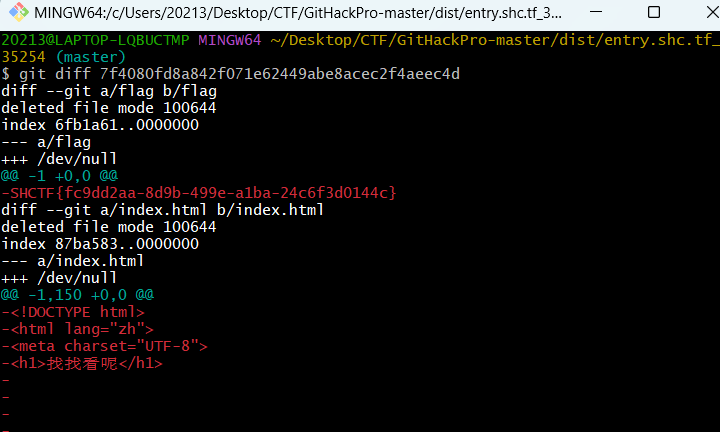 MINGW64:/c/Users/20213/Desktop/CTF/GitHackPro-master/dist/entry.shc.tf_3...
20213@LAPTOP-LQBUCTMP MINGW64 ~/Desktop/CTF/GitHackPro-master/dist/entry.shc.tf_
35254 (master)
$ git diff 7f4080fd8a842f071e62449abe8acec2f4aeec4d
diff --git a/flag b/flag
deleted file mode 100644
index 6fb1a61..0000000
--- a/flag
+++ /dev/null
@@ -1 +0,0 @@
-SHCTF{fc9dd2aa-8d9b-499e-a1ba-24c6f3d0144c}
diff --git a/index.html b/index.html
deleted file mode 100644
index 87ba583..0000000
--- a/index.html
+++ /dev/null
@@ -1,150 +0,0 @@
-<!DOCTYPE html>
-<html lang="zh">
-<meta charset="UTF-8">
-<h1>找找看呢</h1>
-
-
-
-